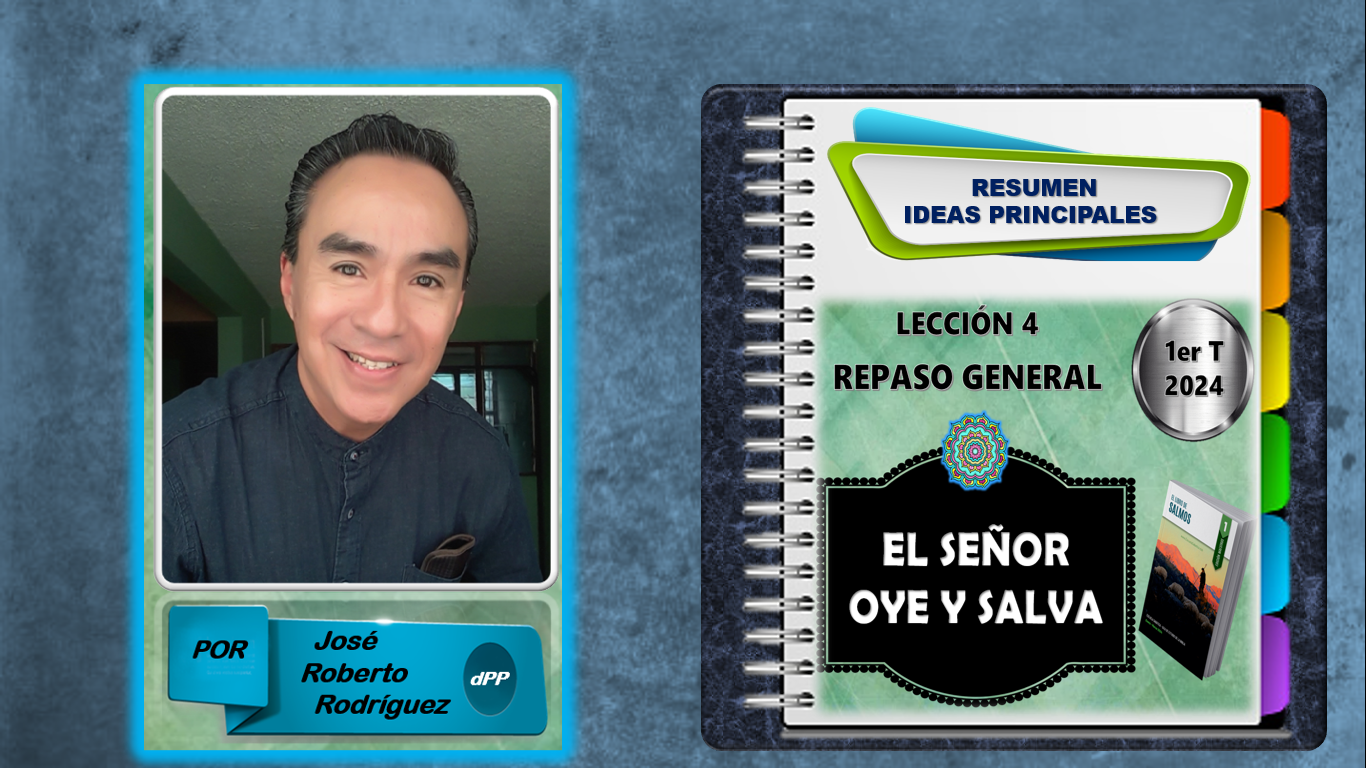 POR
José
Roberto
Rodríguez
dPP
RESUMEN
IDEAS PRINCIPALES
LECCIÓN 4
REPASO GENERAL
1er T
2024
EL SEÑOR
OYE Y SALVA
EL LIBRO DE
SALMOS
1